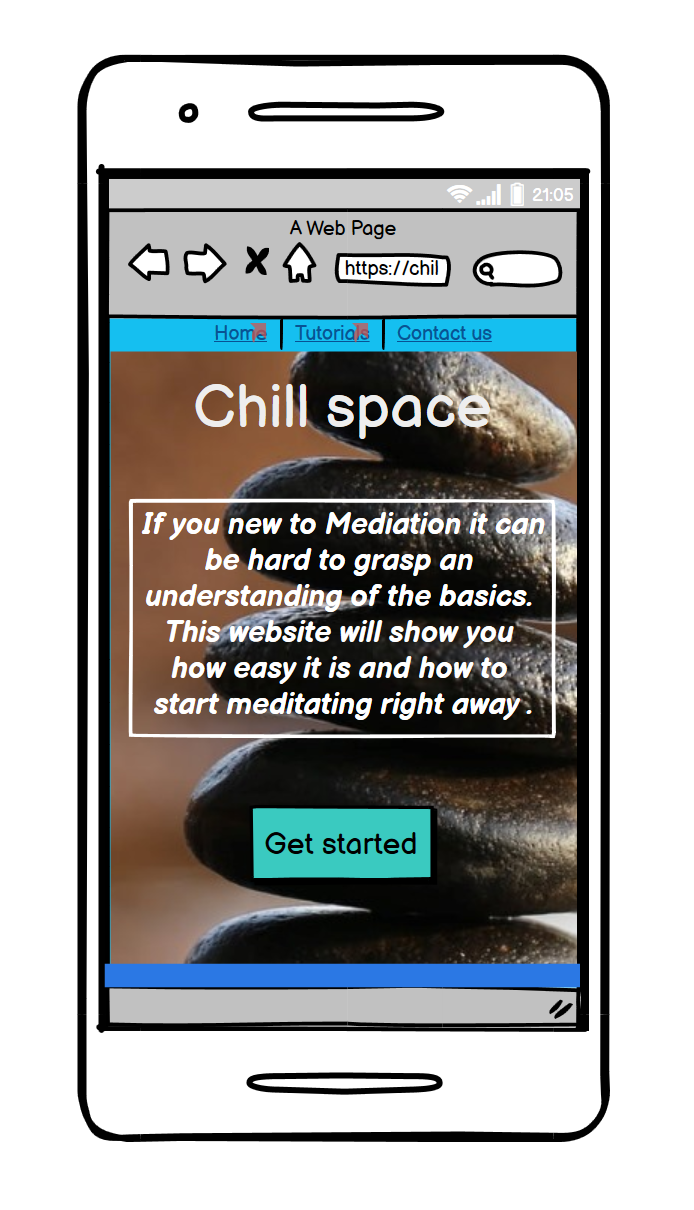 21:05
A Web Page
https://chil
Home Tutorials Contact us
Chill space
If you new to Mediation it can
be hard to grasp an
understanding of the basics.
This website will show you
how easy it is and how to
start meditating right away .
Get started